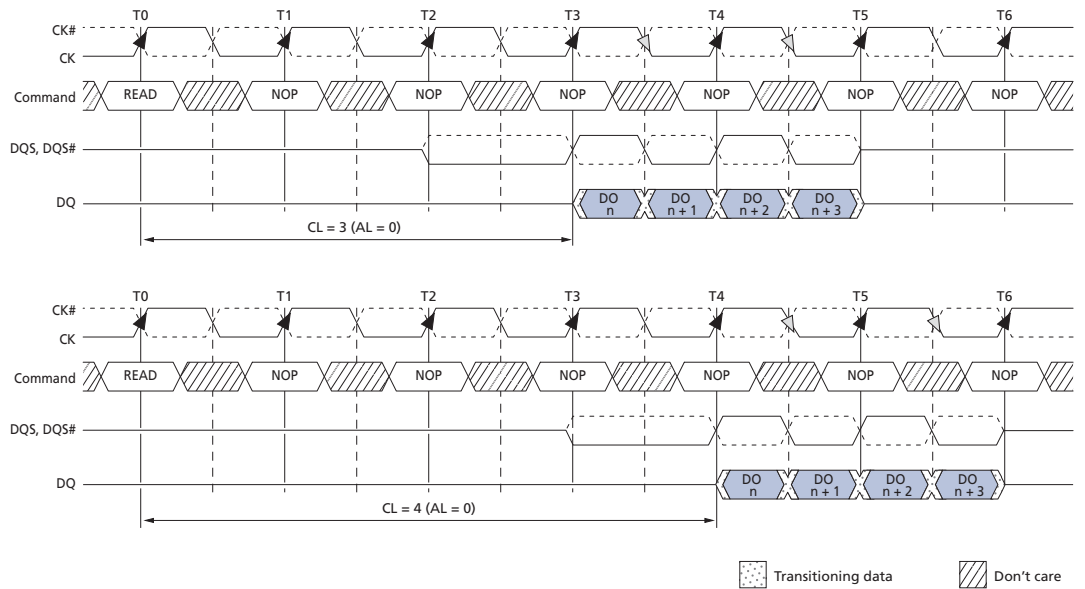 T0 T1 T2 T3 T4 T5 T6
CK#
CK
Command READ NOP NOP NOP NOP NOP NOP
DQS, DQS#
DQ DO n DO n + 1 DO n + 2 DO n + 3
CL = 3 (AL = 0)
T0 T1 T2 T3 T4 T5 T6
CK#
CK
Command READ NOP NOP NOP NOP NOP NOP
DQS, DQS#
DQ DO n DO n + 1 DO n + 2 DO n + 3
CL = 4 (AL = 0)
Transitioning data Don't care